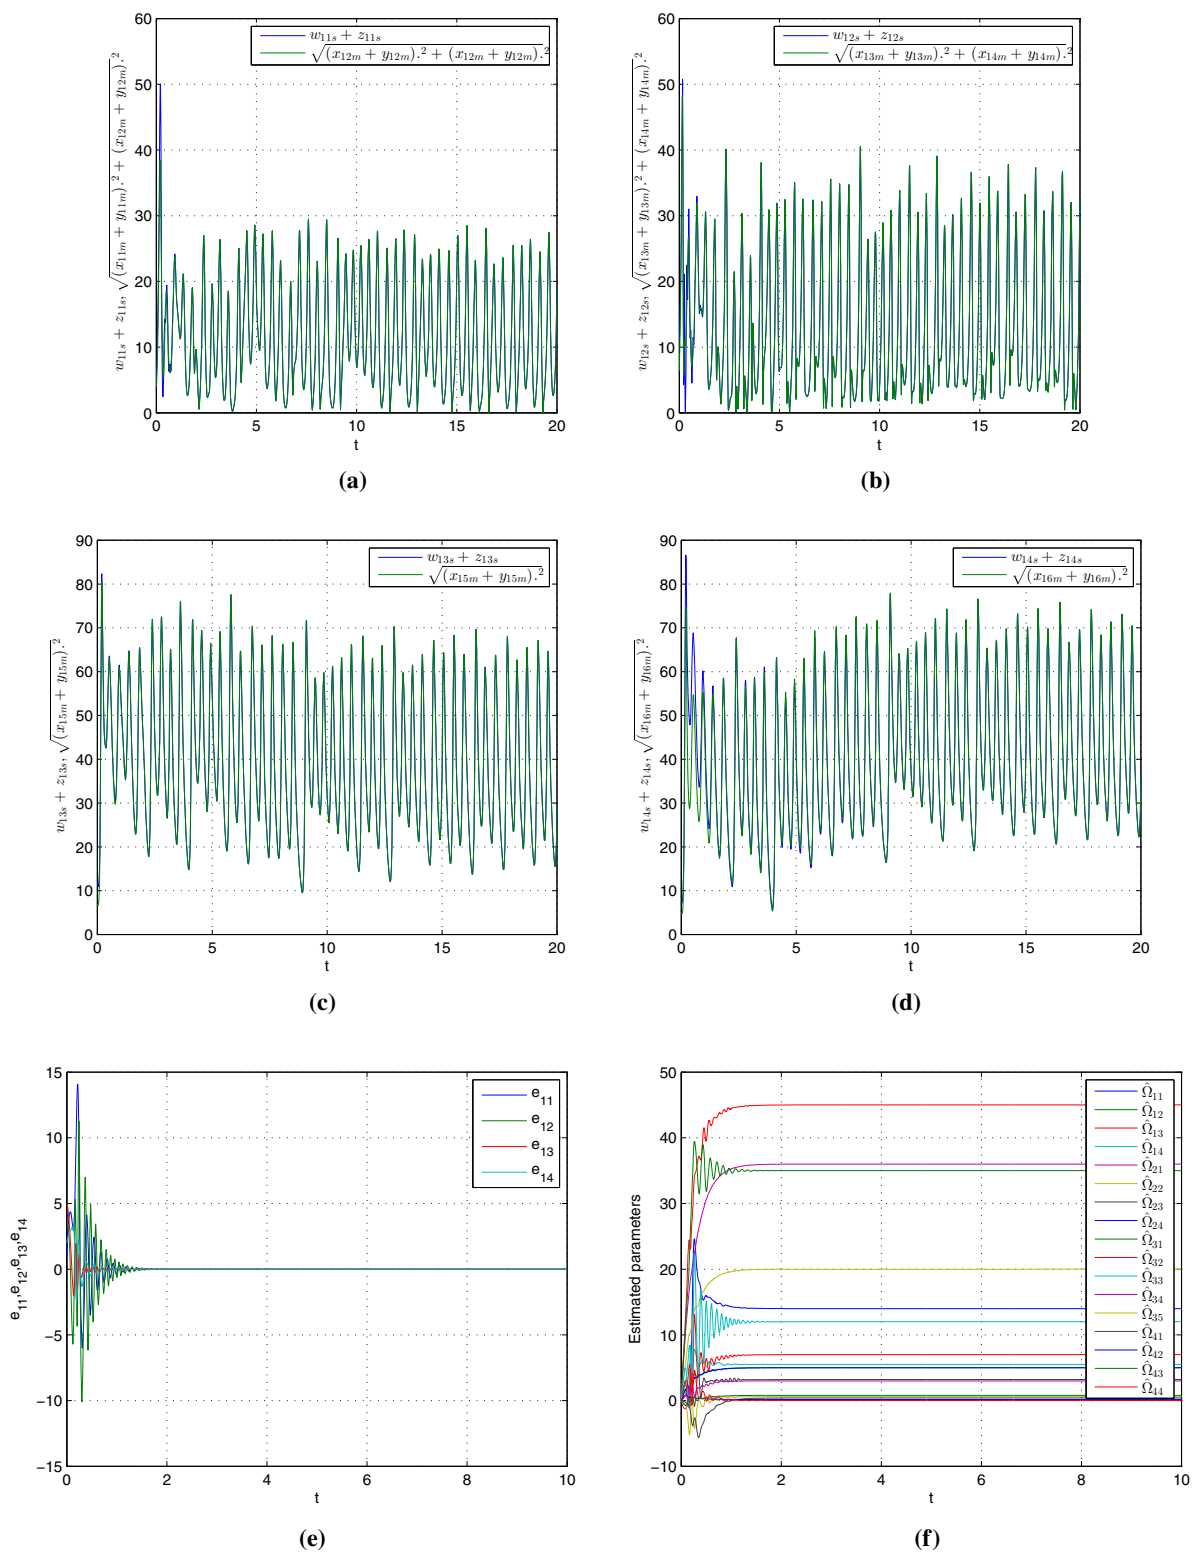 60
50
40
30
20
10
0
0 5 10 15 20
t
w₁₁ₛ + z₁₁ₛ, √(x₁₁ₘ + y₁₁ₘ).² + (x₁₂ₘ + y₁₂ₘ).²
w₁₁ₛ + z₁₁ₛ
√(x₁₂ₘ + y₁₂ₘ).² + (x₁₂ₘ + y₁₂ₘ).²
(a)
60
50
40
30
20
10
0
0 5 10 15 20
t
w₁₂ₛ + z₁₂ₛ, √(x₁₃ₘ + y₁₃ₘ).² + (x₁₄ₘ + y₁₄ₘ).²
w₁₂ₛ + z₁₂ₛ
√(x₁₃ₘ + y₁₃ₘ).² + (x₁₄ₘ + y₁₄ₘ).²
(b)
90
80
70
60
50
40
30
20
10
0
0 5 10 15 20
t
w₁₃ₛ + z₁₃ₛ, √(x₁₅ₘ + y₁₅ₘ).²
w₁₃ₛ + z₁₃ₛ
√(x₁₅ₘ + y₁₅ₘ).²
(c)
90
80
70
60
50
40
30
20
10
0
0 5 10 15 20
t
w₁₄ₛ + z₁₄ₛ, √(x₁₆ₘ + y₁₆ₘ).²
w₁₄ₛ + z₁₄ₛ
√(x₁₆ₘ + y₁₆ₘ).²
(d)
15
10
5
0
−5
−10
−15
0 2 4 6 8 10
t
e₁₁,e₁₂,e₁₃,e₁₄
e₁₁
e₁₂
e₁₃
e₁₄
(e)
50
40
30
20
10
0
−10
0 2 4 6 8 10
t
Estimated parameters
Ω̂₁₁
Ω̂₁₂
Ω̂₁₃
Ω̂₁₄
Ω̂₂₁
Ω̂₂₂
Ω̂₂₃
Ω̂₂₄
Ω̂₃₁
Ω̂₃₂
Ω̂₃₃
Ω̂₃₄
Ω̂₃₅
Ω̂₄₁
Ω̂₄₂
Ω̂₄₃
Ω̂₄₄
(f)